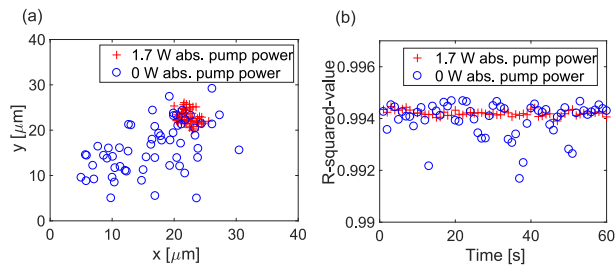 (a)
40
+ 1.7 W abs. pump power
○ 0 W abs. pump power
30
20
10
0
y [μm]
0 10 20 30 40
x [μm]
(b)
0.996
+ 1.7 W abs. pump power
○ 0 W abs. pump power
0.994
0.992
0.99
R-squared-value
0 20 40 60
Time [s]